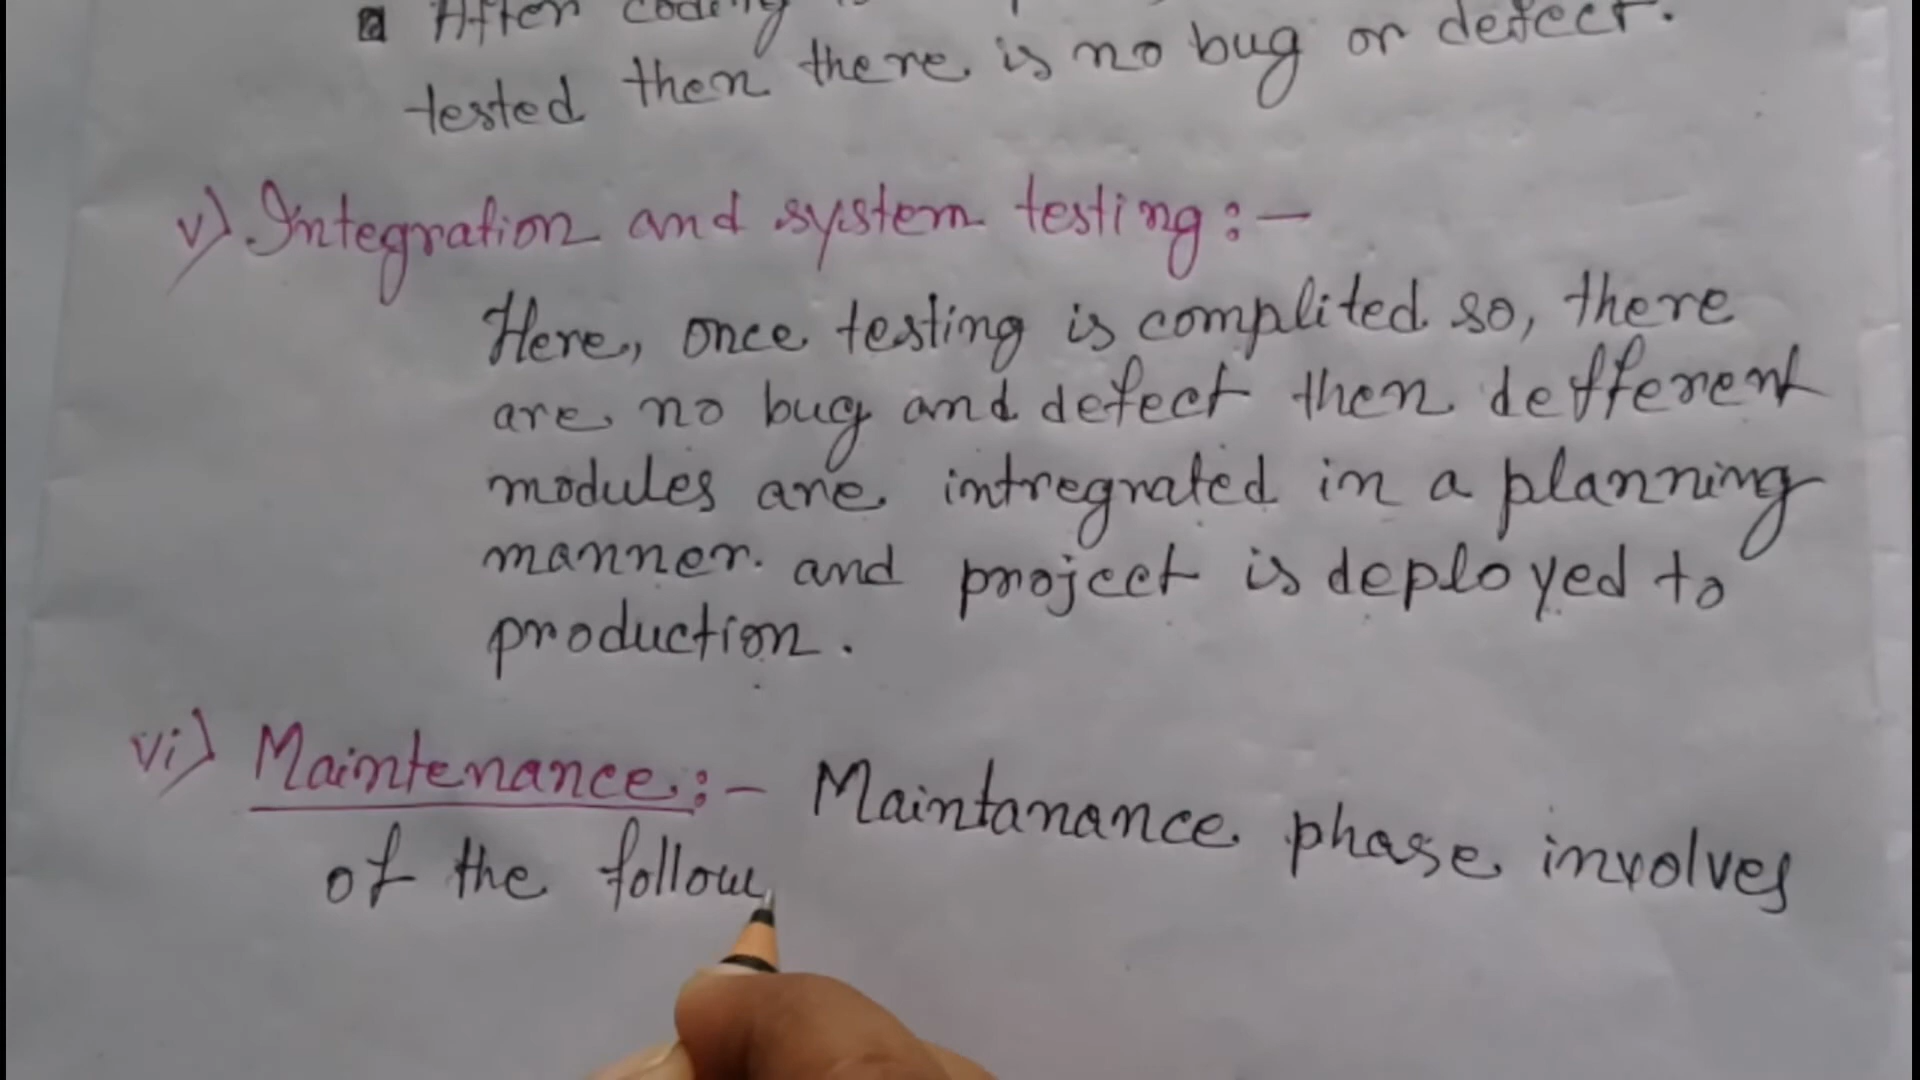 After coding
tested then there is no bug or defect.
v) Integration and system testing :-
Here, once testing is complited so, there
are no bug and defect then defferent
modules are intregrated in a planning
manner. and project is deployed to
production.
vi) Maintenance :- Maintanance phase involves
of the follow